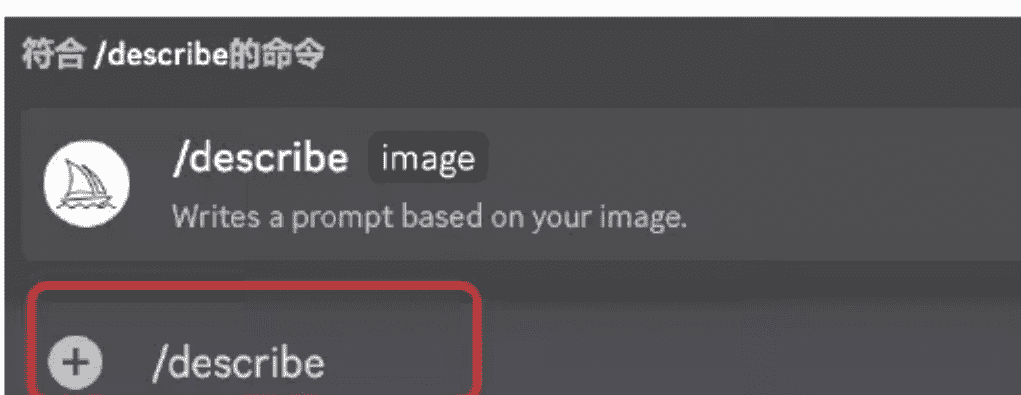 符合 /describe的命令
/describe image
Writes a prompt based on your image.
/describe